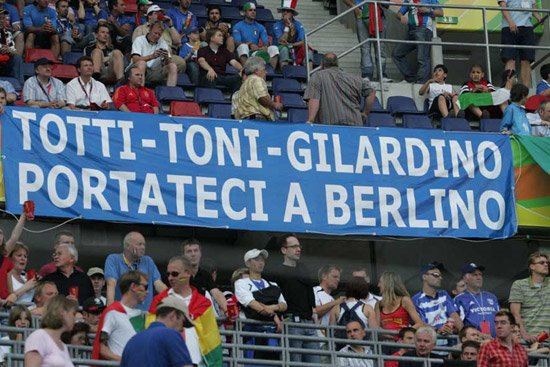 TOTTI-TONI-GILARDINO
PORTATECI A BERLINO